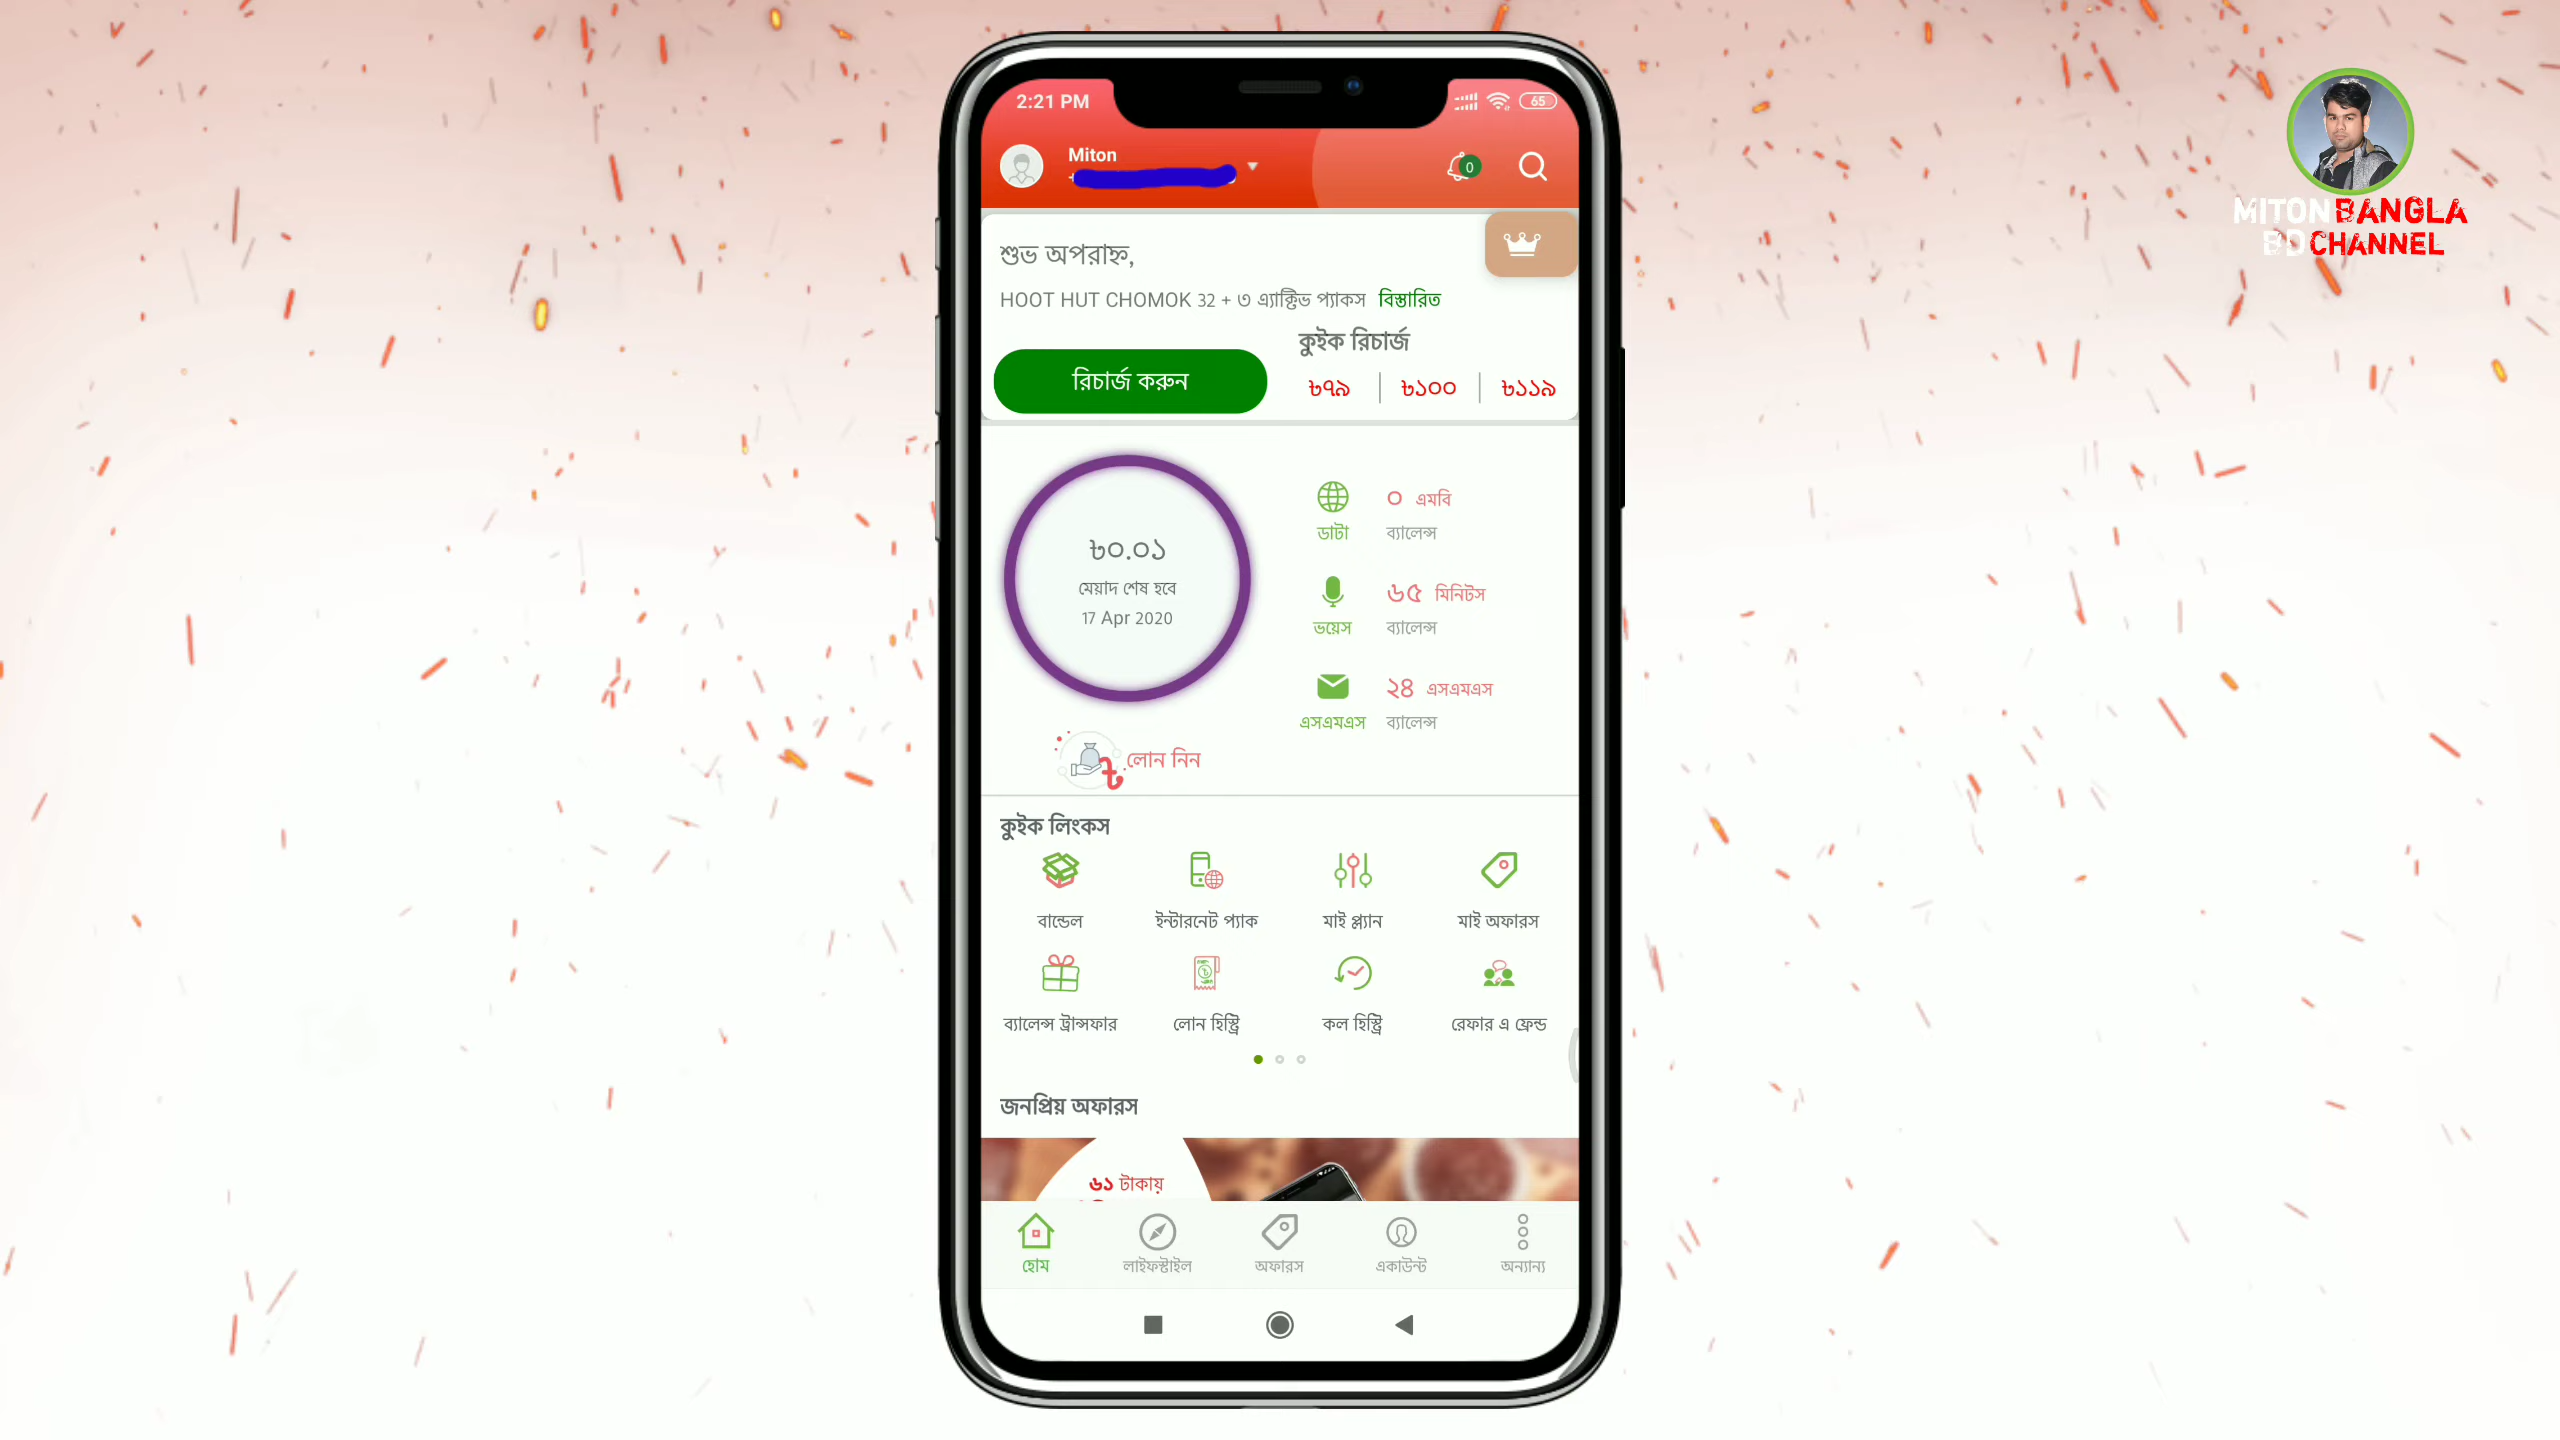 2:21 PM
65
Miton
0
MITON BANGLA
BD CHANNEL
শুভ অপরাহ্ন,
HOOT HUT CHOMOK 32 + ৩ এ্যাক্টিভ প্যাকস বিস্তারিত
কুইক রিচার্জ
রিচার্জ করুন
৳৭৯ ৳১০০ ৳১১৯
৳০.০১
মেয়াদ শেষ হবে
17 Apr 2020
০ এমবি
ডাটা ব্যালেন্স
৬৫ মিনিটস
ভয়েস ব্যালেন্স
২৪ এসএমএস
এসএমএস ব্যালেন্স
৳ লোন নিন
কুইক লিংকস
বান্ডেল ইন্টারনেট প্যাক মাই প্ল্যান মাই অফারস
ব্যালেন্স ট্রান্সফার লোন হিস্ট্রি কল হিস্ট্রি রেফার এ ফ্রেন্ড
জনপ্রিয় অফারস
৬১ টাকায়
হোম লাইফস্টাইল অফারস একাউন্ট অন্যান্য